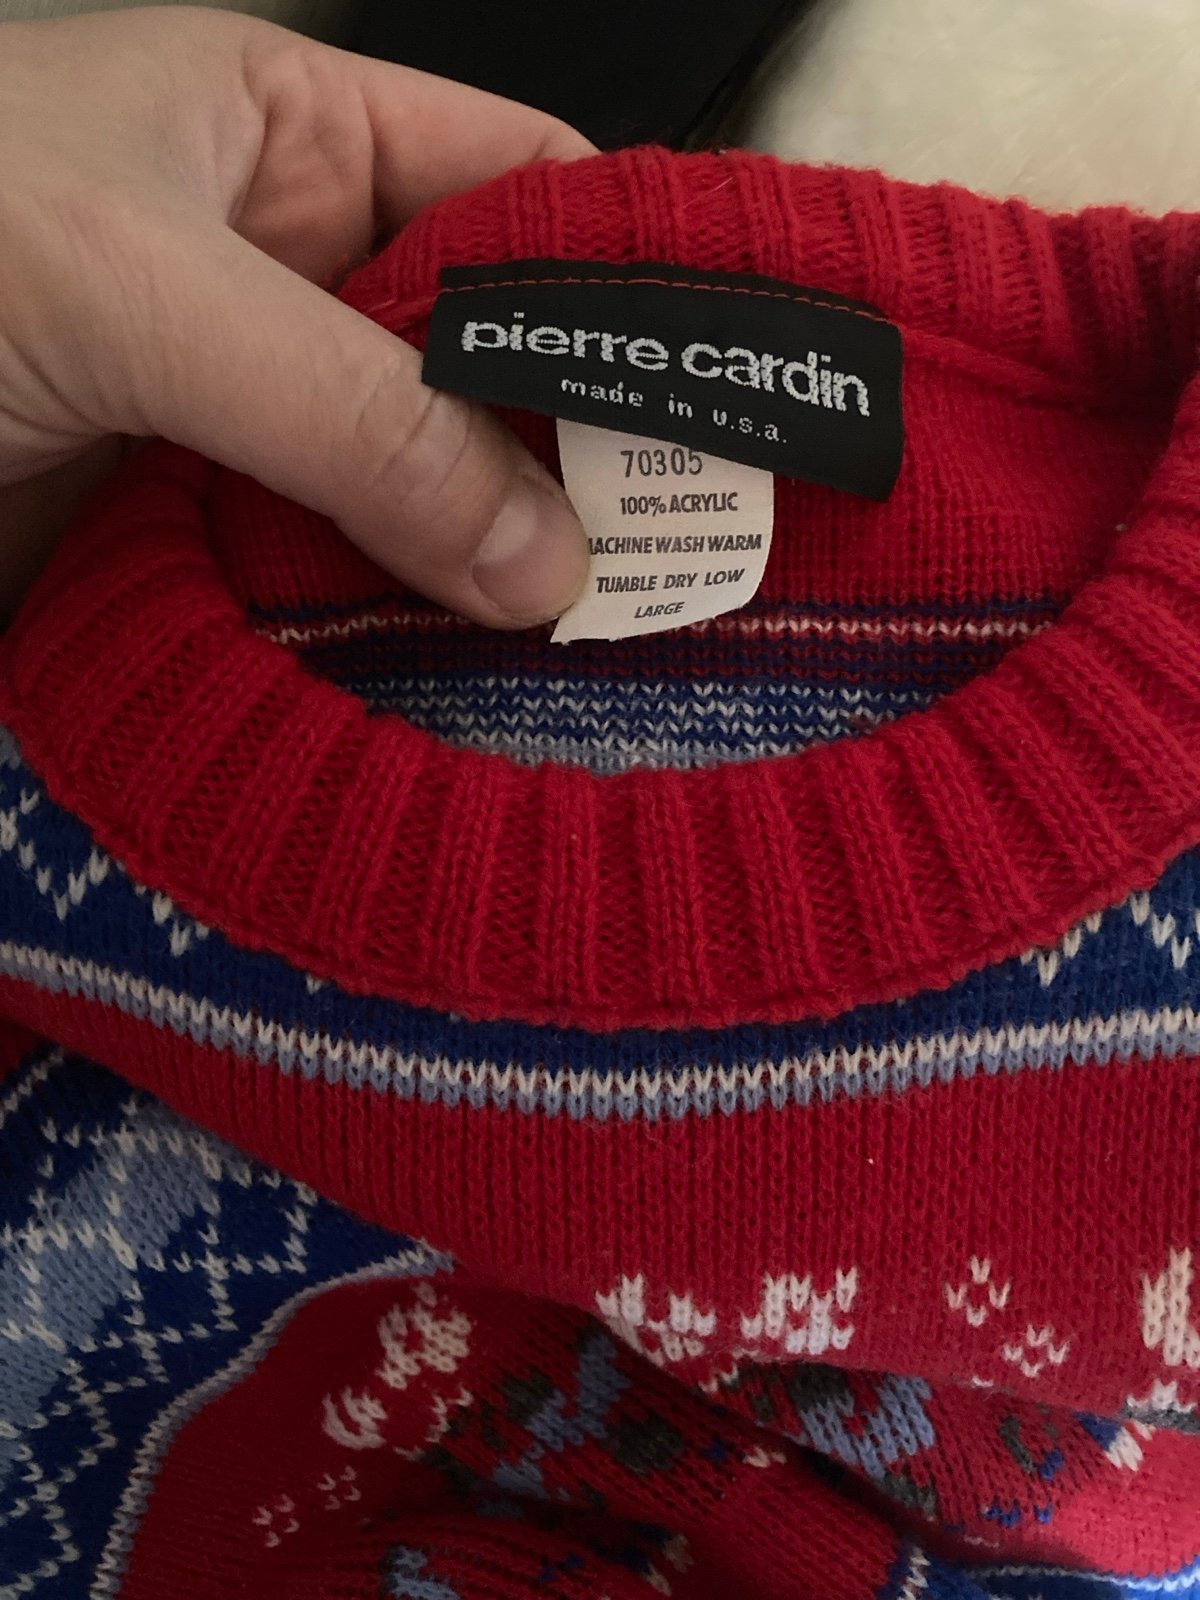 pierre cardin
made in u.s.a.
70305
100% ACRYLIC
MACHINE WASH WARM
TUMBLE DRY LOW
LARGE